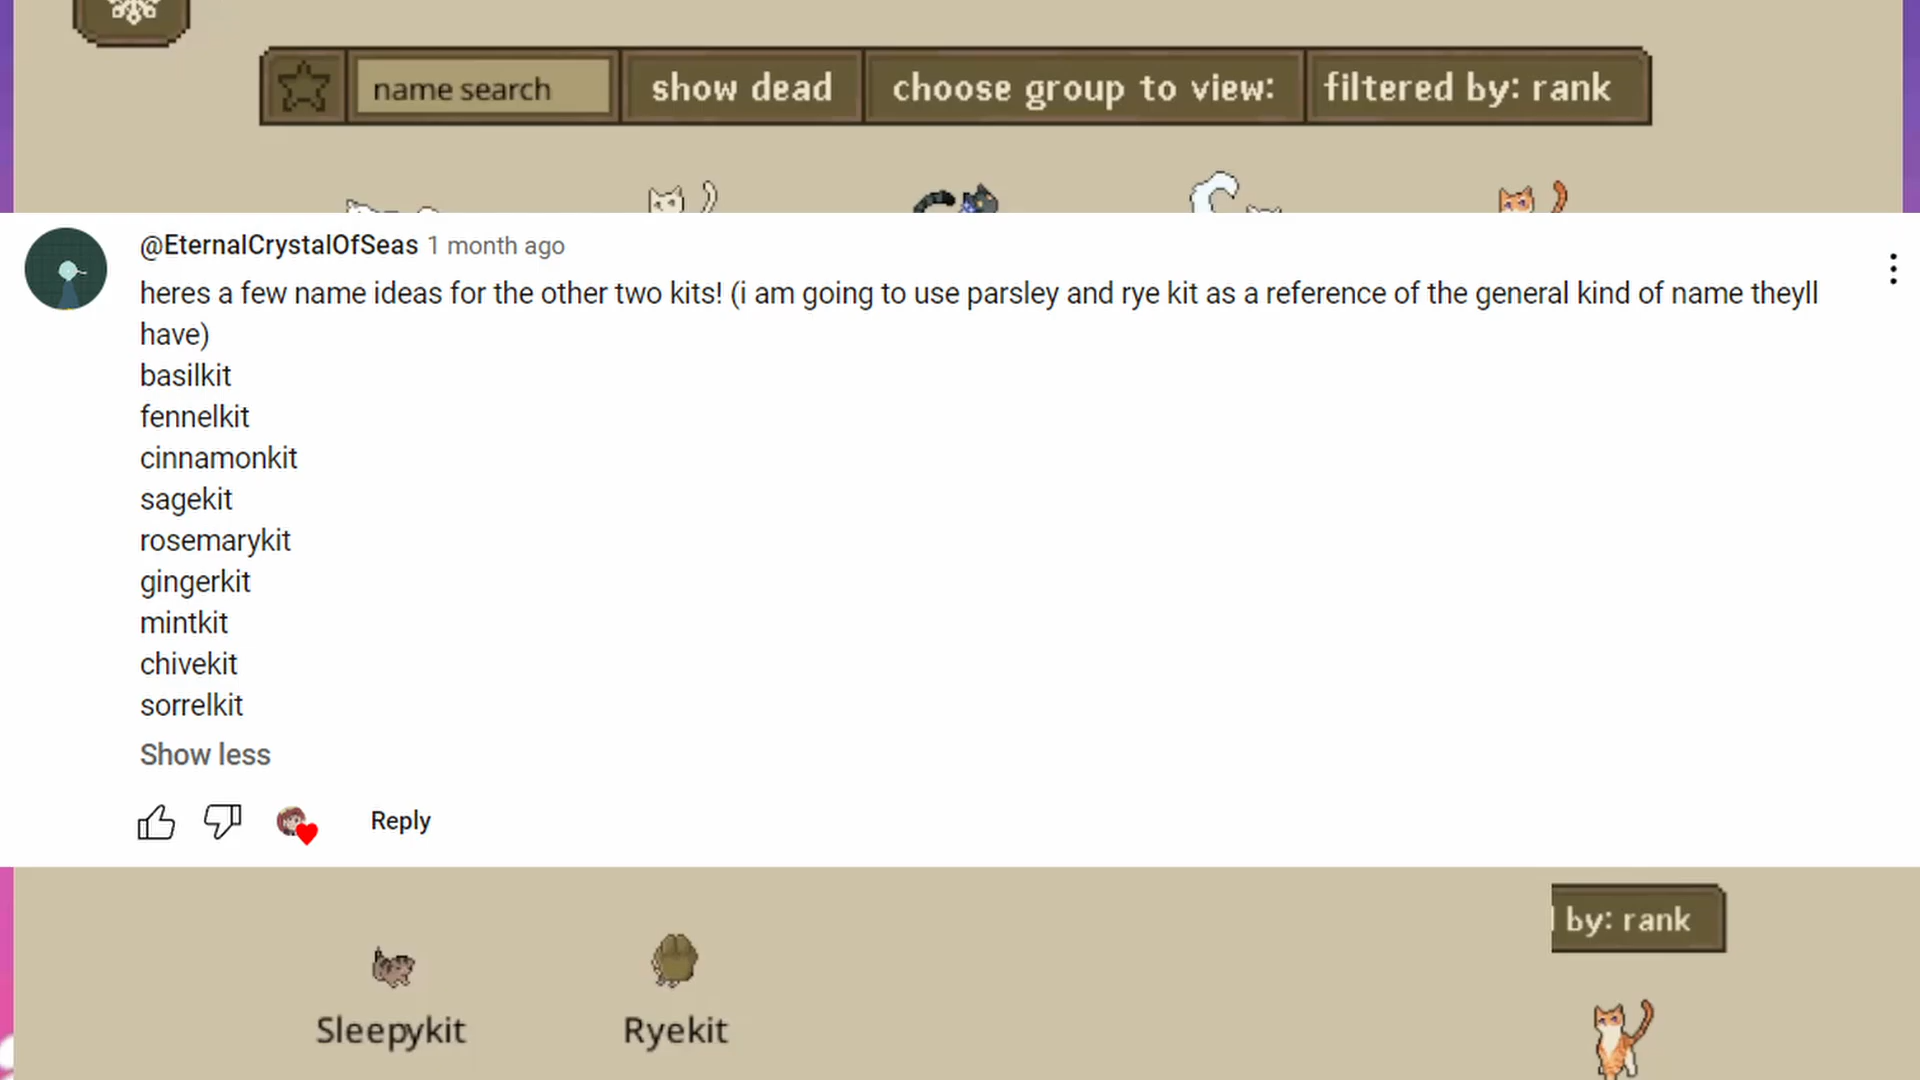 name search
show dead
choose group to view:
filtered by: rank
@EternalCrystalOfSeas 1 month ago
heres a few name ideas for the other two kits! (i am going to use parsley and rye kit as a reference of the general kind of name theyll
have)
basilkit
fennelkit
cinnamonkit
sagekit
rosemarykit
gingerkit
mintkit
chivekit
sorrelkit
Show less
Reply
by: rank
Sleepykit
Ryekit